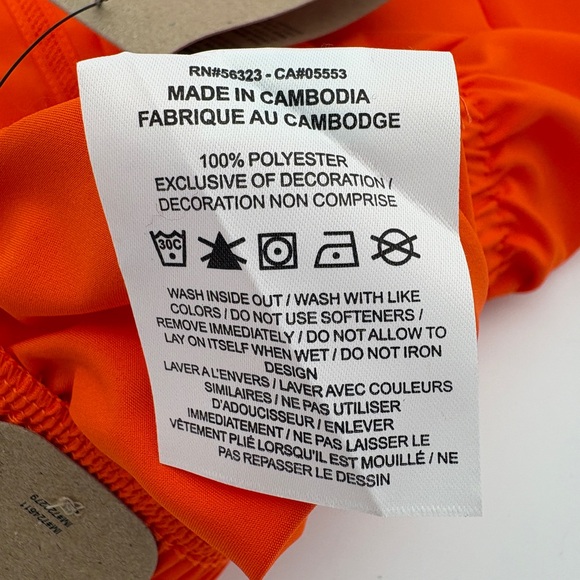 RN#56323 - CA#05553
MADE IN CAMBODIA
FABRIQUE AU CAMBODGE
100% POLYESTER
EXCLUSIVE OF DECORATION /
DECORATION NON COMPRISE
30C
WASH INSIDE OUT / WASH WITH LIKE
COLORS / DO NOT USE SOFTENERS /
REMOVE IMMEDIATELY / DO NOT ALLOW TO
LAY ON ITSELF WHEN WET / DO NOT IRON
DESIGN
LAVER A L'ENVERS / LAVER AVEC COULEURS
SIMILAIRES / NE PAS UTILISER
D'ADOUCISSEUR / ENLEVER
IMMEDIATEMENT / NE PAS LAISSER LE
VÊTEMENT PLIÉ LORSQU'IL EST MOUILLÉ / NE
PAS REPASSER LE DESSIN